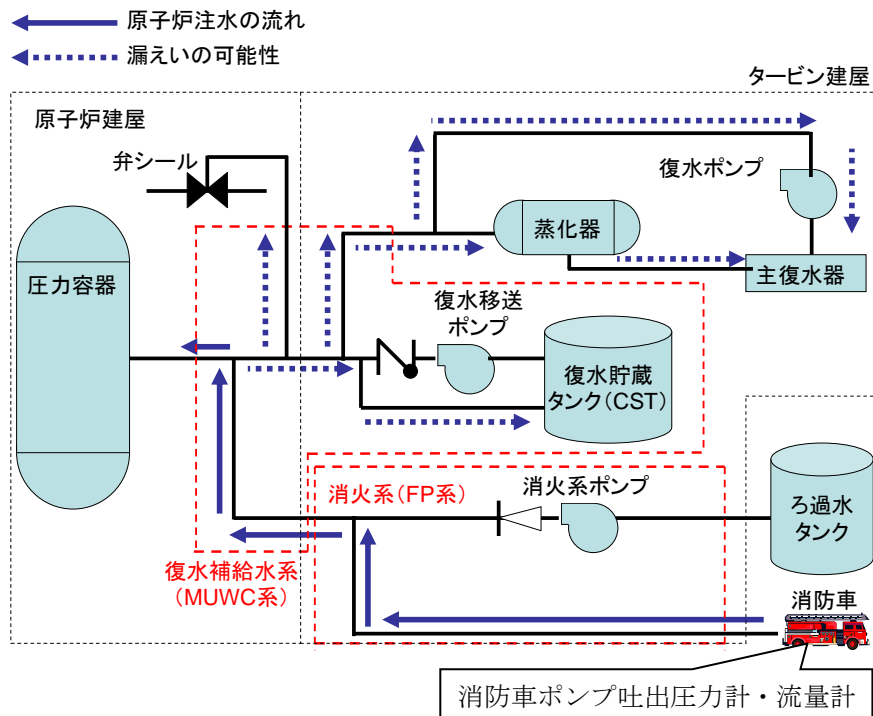 原子炉注水の流れ
漏えいの可能性
タービン建屋
原子炉建屋
弁シール
復水ポンプ
蒸化器
圧力容器
主復水器
復水移送
ポンプ
復水貯蔵
タンク(CST)
消火系(FP系)
消火系ポンプ
ろ過水
タンク
復水補給水系
(MUWC系)
消防車
消防車ポンプ吐出圧力計・流量計